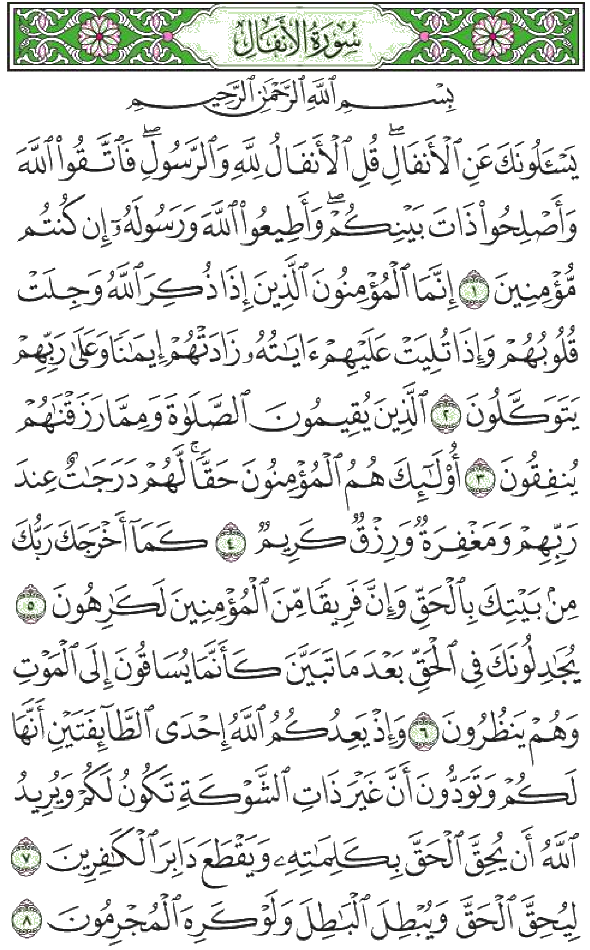 سُورَةُ الأَنفَالِ
بِسْمِ ٱللَّهِ ٱلرَّحْمَٰنِ ٱلرَّحِيمِ
يَسْـَٔلُونَكَ عَنِ ٱلْأَنفَالِۖ قُلِ ٱلْأَنفَالُ لِلَّهِ وَٱلرَّسُولِۖ فَٱتَّقُوا۟ ٱللَّهَ
وَأَصْلِحُوا۟ ذَاتَ بَيْنِكُمْۖ وَأَطِيعُوا۟ ٱللَّهَ وَرَسُولَهُۥٓ إِن كُنتُم
مُّؤْمِنِينَ ١ إِنَّمَا ٱلْمُؤْمِنُونَ ٱلَّذِينَ إِذَا ذُكِرَ ٱللَّهُ وَجِلَتْ
قُلُوبُهُمْ وَإِذَا تُلِيَتْ عَلَيْهِمْ ءَايَٰتُهُۥ زَادَتْهُمْ إِيمَٰنًا وَعَلَىٰ رَبِّهِمْ
يَتَوَكَّلُونَ ٢ ٱلَّذِينَ يُقِيمُونَ ٱلصَّلَوٰةَ وَمِمَّا رَزَقْنَٰهُمْ
يُنفِقُونَ ٣ أُو۟لَٰٓئِكَ هُمُ ٱلْمُؤْمِنُونَ حَقًّاۚ لَّهُمْ دَرَجَٰتٌ عِندَ
رَبِّهِمْ وَمَغْفِرَةٌ وَرِزْقٌ كَرِيمٌ ٤ كَمَآ أَخْرَجَكَ رَبُّكَ
مِنۢ بَيْتِكَ بِٱلْحَقِّ وَإِنَّ فَرِيقًا مِّنَ ٱلْمُؤْمِنِينَ لَكَٰرِهُونَ ٥
يُجَٰدِلُونَكَ فِى ٱلْحَقِّ بَعْدَ مَا تَبَيَّنَ كَأَنَّمَا يُسَاقُونَ إِلَى ٱلْمَوْتِ
وَهُمْ يَنظُرُونَ ٦ وَإِذْ يَعِدُكُمُ ٱللَّهُ إِحْدَى ٱلطَّآئِفَتَيْنِ أَنَّهَا
لَكُمْ وَتَوَدُّونَ أَنَّ غَيْرَ ذَاتِ ٱلشَّوْكَةِ تَكُونُ لَكُمْ وَيُرِيدُ
ٱللَّهُ أَن يُحِقَّ ٱلْحَقَّ بِكَلِمَٰتِهِۦ وَيَقْطَعَ دَابِرَ ٱلْكَٰفِرِينَ ٧
لِيُحِقَّ ٱلْحَقَّ وَيُبْطِلَ ٱلْبَٰطِلَ وَلَوْ كَرِهَ ٱلْمُجْرِمُونَ ٨